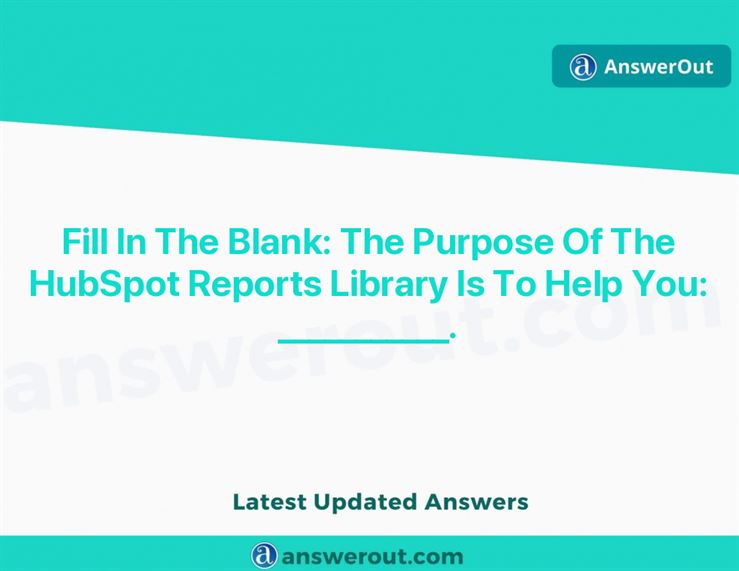 AnswerOut
Fill In The Blank: The Purpose Of The
HubSpot Reports Library Is To Help You:
____________.
answerout.com
Latest Updated Answers
answerout.com